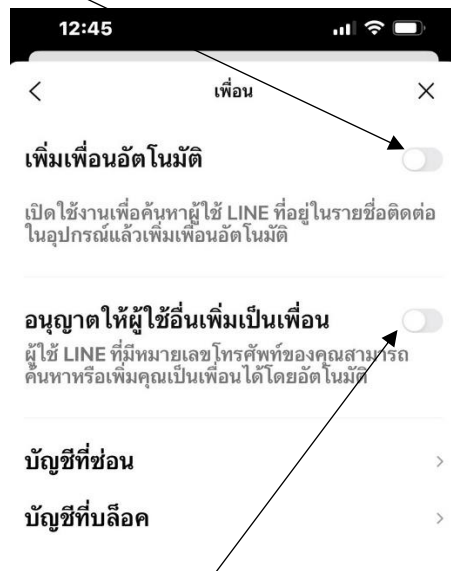 12:45
เพื่อน
เพิ่มเพื่อนอัตโนมัติ
เปิดใช้งานเพื่อค้นหาผู้ใช้ LINE ที่อยู่ในรายชื่อติดต่อ
ในอุปกรณ์แล้วเพิ่มเพื่อนอัตโนมัติ
อนุญาตให้ผู้ใช้อื่นเพิ่มเป็นเพื่อน
ผู้ใช้ LINE ที่มีหมายเลขโทรศัพท์ของคุณสามารถ
ค้นหาหรือเพิ่มคุณเป็นเพื่อนได้โดยอัตโนมัติ
บัญชีที่ซ่อน
บัญชีที่บล็อค